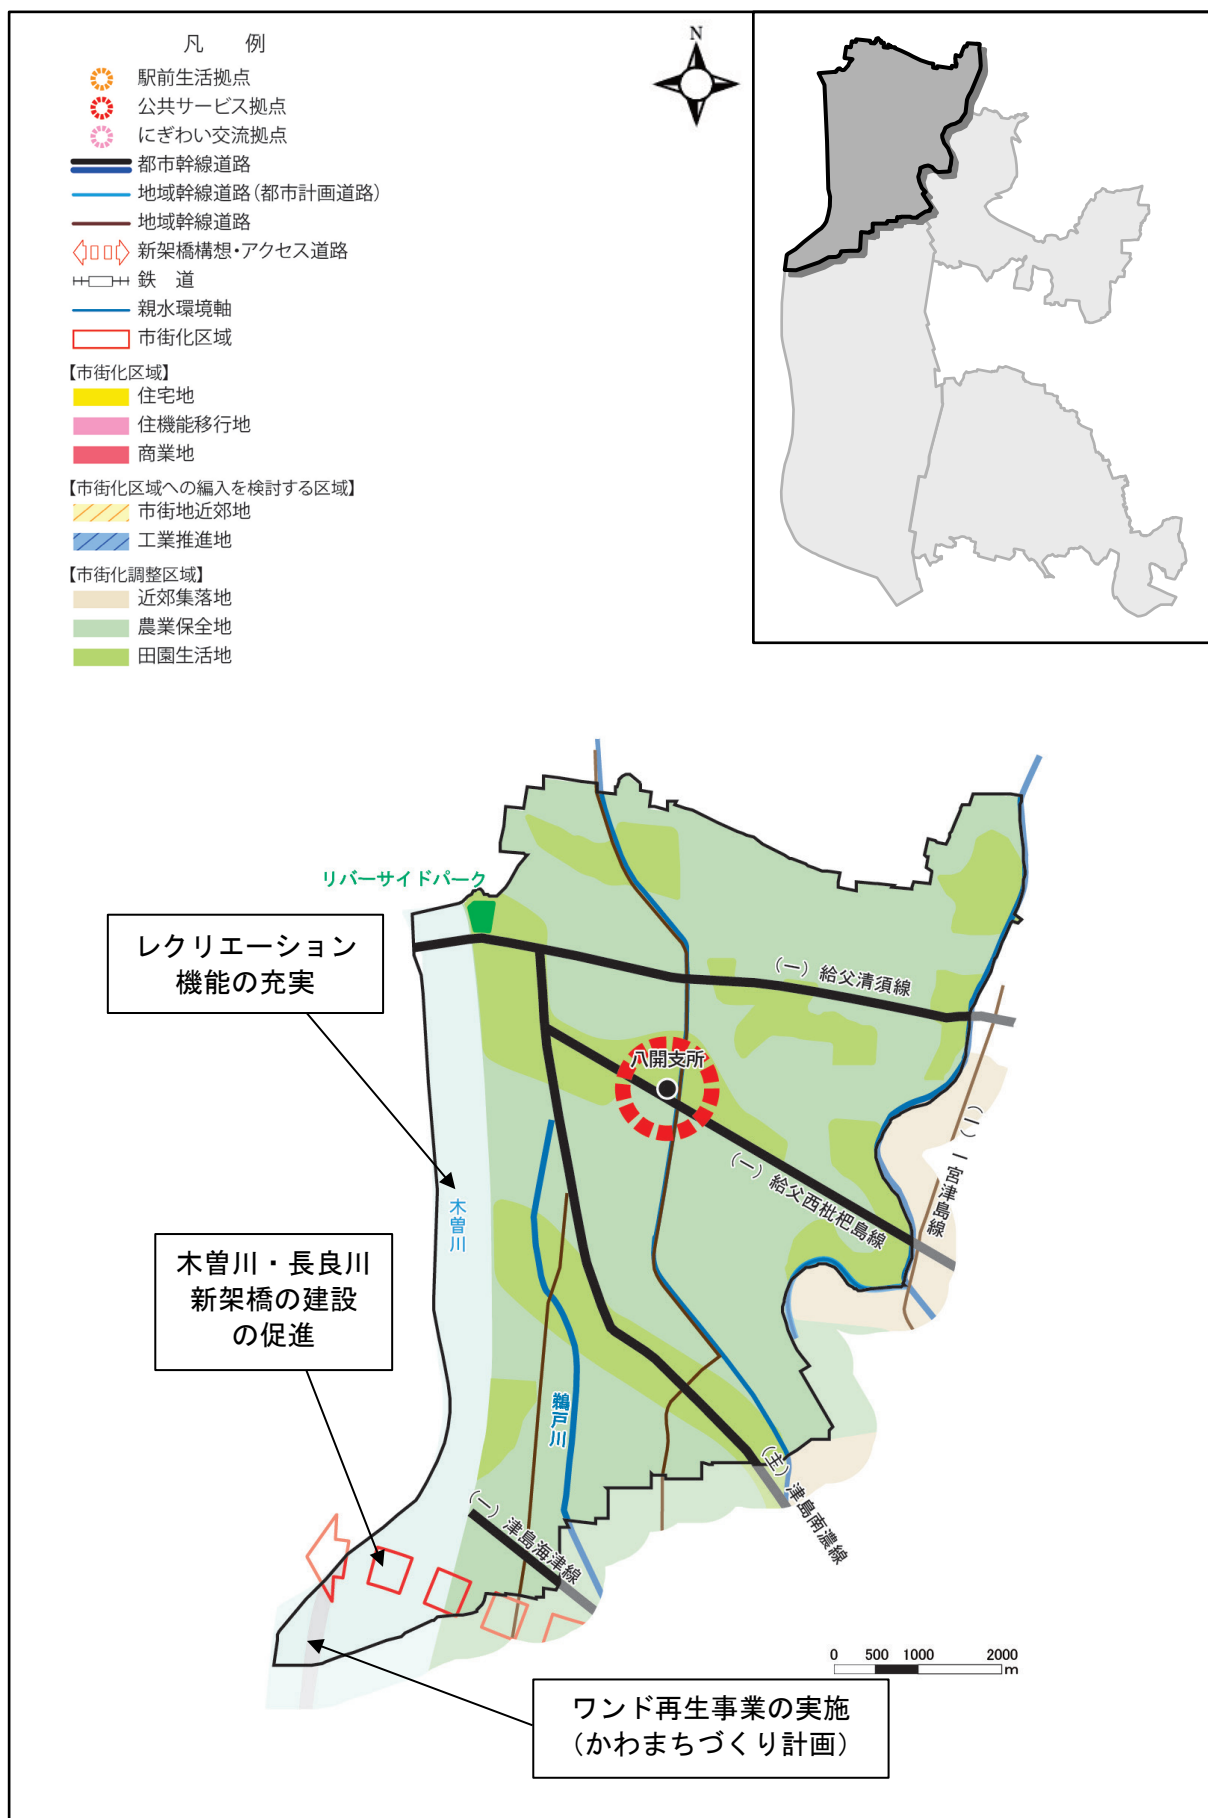 凡　例
駅前生活拠点
公共サービス拠点
にぎわい交流拠点
都市幹線道路
地域幹線道路(都市計画道路)
地域幹線道路
新架橋構想・アクセス道路
鉄　道
親水環境軸
市街化区域
【市街化区域】
住宅地
住機能移行地
商業地
【市街化区域への編入を検討する区域】
市街地近郊地
工業推進地
【市街化調整区域】
近郊集落地
農業保全地
田園生活地
N
リバーサイドパーク
レクリエーション
機能の充実
(一)給父清須線
八開支所
(一)一宮津島線
(一)給父西枇杷島線
木曽川
木曽川・長良川
新架橋の建設
の促進
鵜戸川
(主)津島南濃線
(一)津島海津線
0 500 1000 2000
m
ワンド再生事業の実施
(かわまちづくり計画)